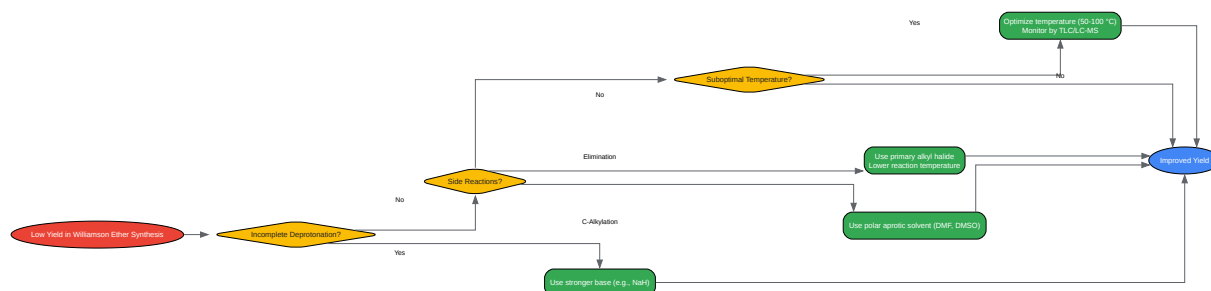 Yes
Optimize temperature (50-100 °C)
Monitor by TLC/LC-MS
Suboptimal Temperature?
No
No
Elimination
Use primary alkyl halide
Lower reaction temperature
Improved Yield
Side Reactions?
No
C-Alkylation
Use polar aprotic solvent (DMF, DMSO)
Low Yield in Williamson Ether Synthesis
Incomplete Deprotonation?
Yes
Use stronger base (e.g., NaH)